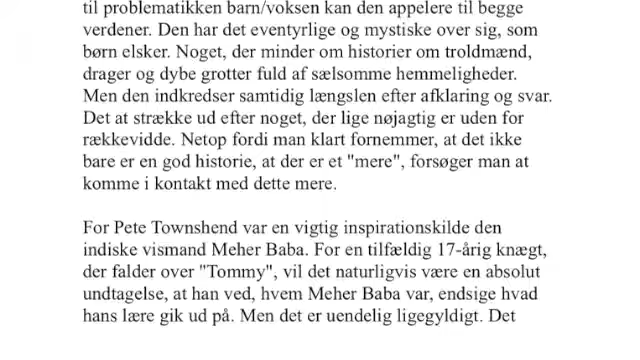 til problematikken barn/voksen kan den appelere til begge
verdener. Den har det eventyrlige og mystiske over sig, som
børn elsker. Noget, der minder om historier om troldmænd,
drager og dybe grotter fuld af sælsomme hemmeligheder.
Men den indkredser samtidig længslen efter afklaring og svar.
Det at strække ud efter noget, der lige nøjagtig er uden for
rækkevidde. Netop fordi man klart fornemmer, at det ikke
bare er en god historie, at der er et "mere", forsøger man at
komme i kontakt med dette mere.

For Pete Townshend var en vigtig inspirationskilde den
indiske vismand Meher Baba. For en tilfældig 17-årig knægt,
der falder over "Tommy", vil det naturligvis være en absolut
undtagelse, at han ved, hvem Meher Baba var, endsige hvad
hans lære gik ud på. Men det er uendelig ligegyldigt. Det